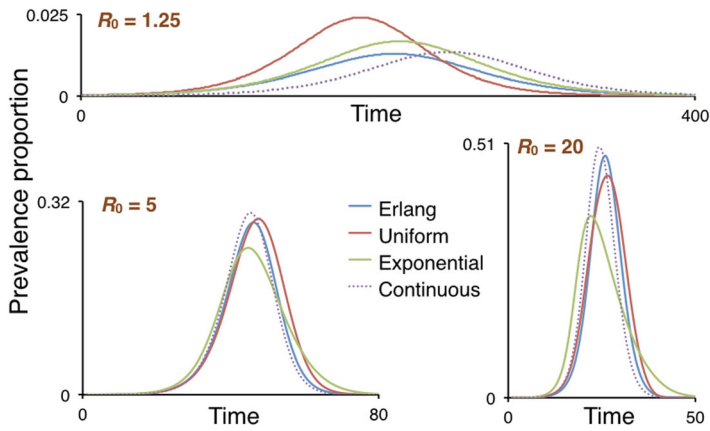 0.025
R₀ = 1.25
0
0
Time
400
Prevalence proportion
0.32
R₀ = 5
0
0
Time
80
Erlang
Uniform
Exponential
Continuous
0.51
R₀ = 20
0
0
Time
50